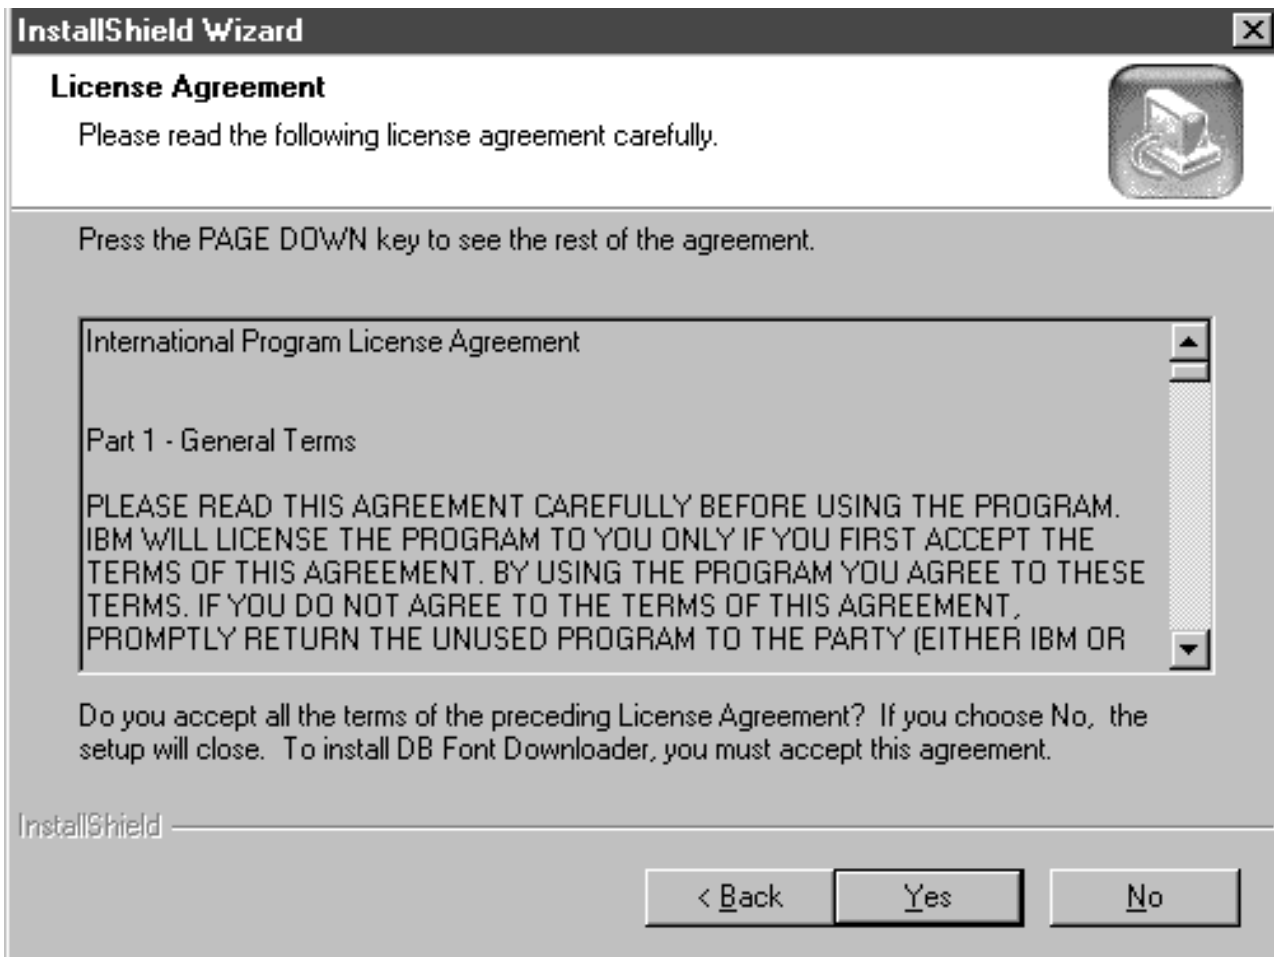 InstallShield Wizard
License Agreement
Please read the following license agreement carefully.
Press the PAGE DOWN key to see the rest of the agreement.
International Program License Agreement
Part 1 - General Terms
PLEASE READ THIS AGREEMENT CAREFULLY BEFORE USING THE PROGRAM.
IBM WILL LICENSE THE PROGRAM TO YOU ONLY IF YOU FIRST ACCEPT THE
TERMS OF THIS AGREEMENT. BY USING THE PROGRAM YOU AGREE TO THESE
TERMS. IF YOU DO NOT AGREE TO THE TERMS OF THIS AGREEMENT,
PROMPTLY RETURN THE UNUSED PROGRAM TO THE PARTY (EITHER IBM OR
Do you accept all the terms of the preceding License Agreement?  If you choose No,  the
setup will close.  To install DB Font Downloader, you must accept this agreement.
InstallShield
< Back
Yes
No